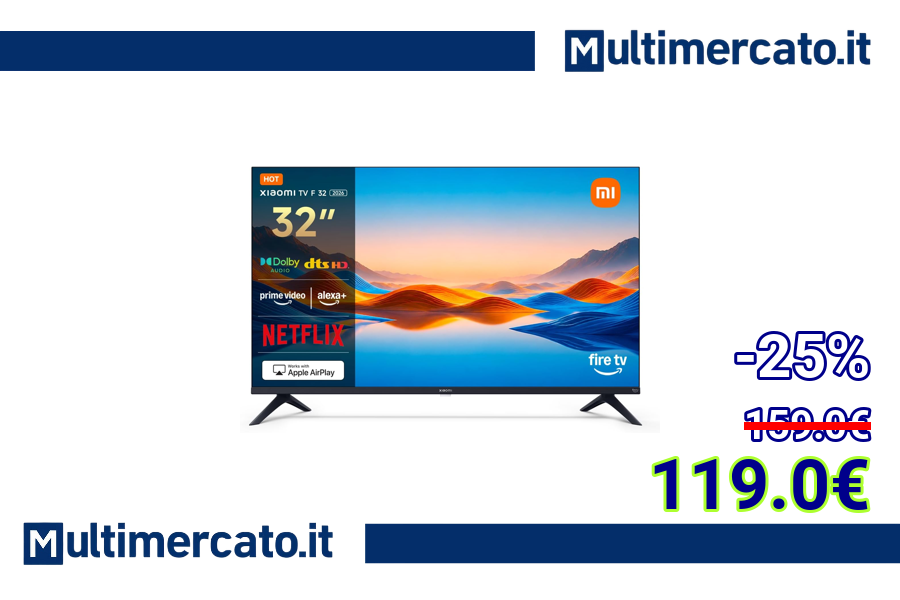 Multimercato.it
HOT
xiaomi TV F 32 2026
32"
Dolby AUDIO dts HD
prime video | alexa+
NETFLIX
Works with
Apple AirPlay
mi
fire tv
-25%
159.0€
119.0€
Multimercato.it